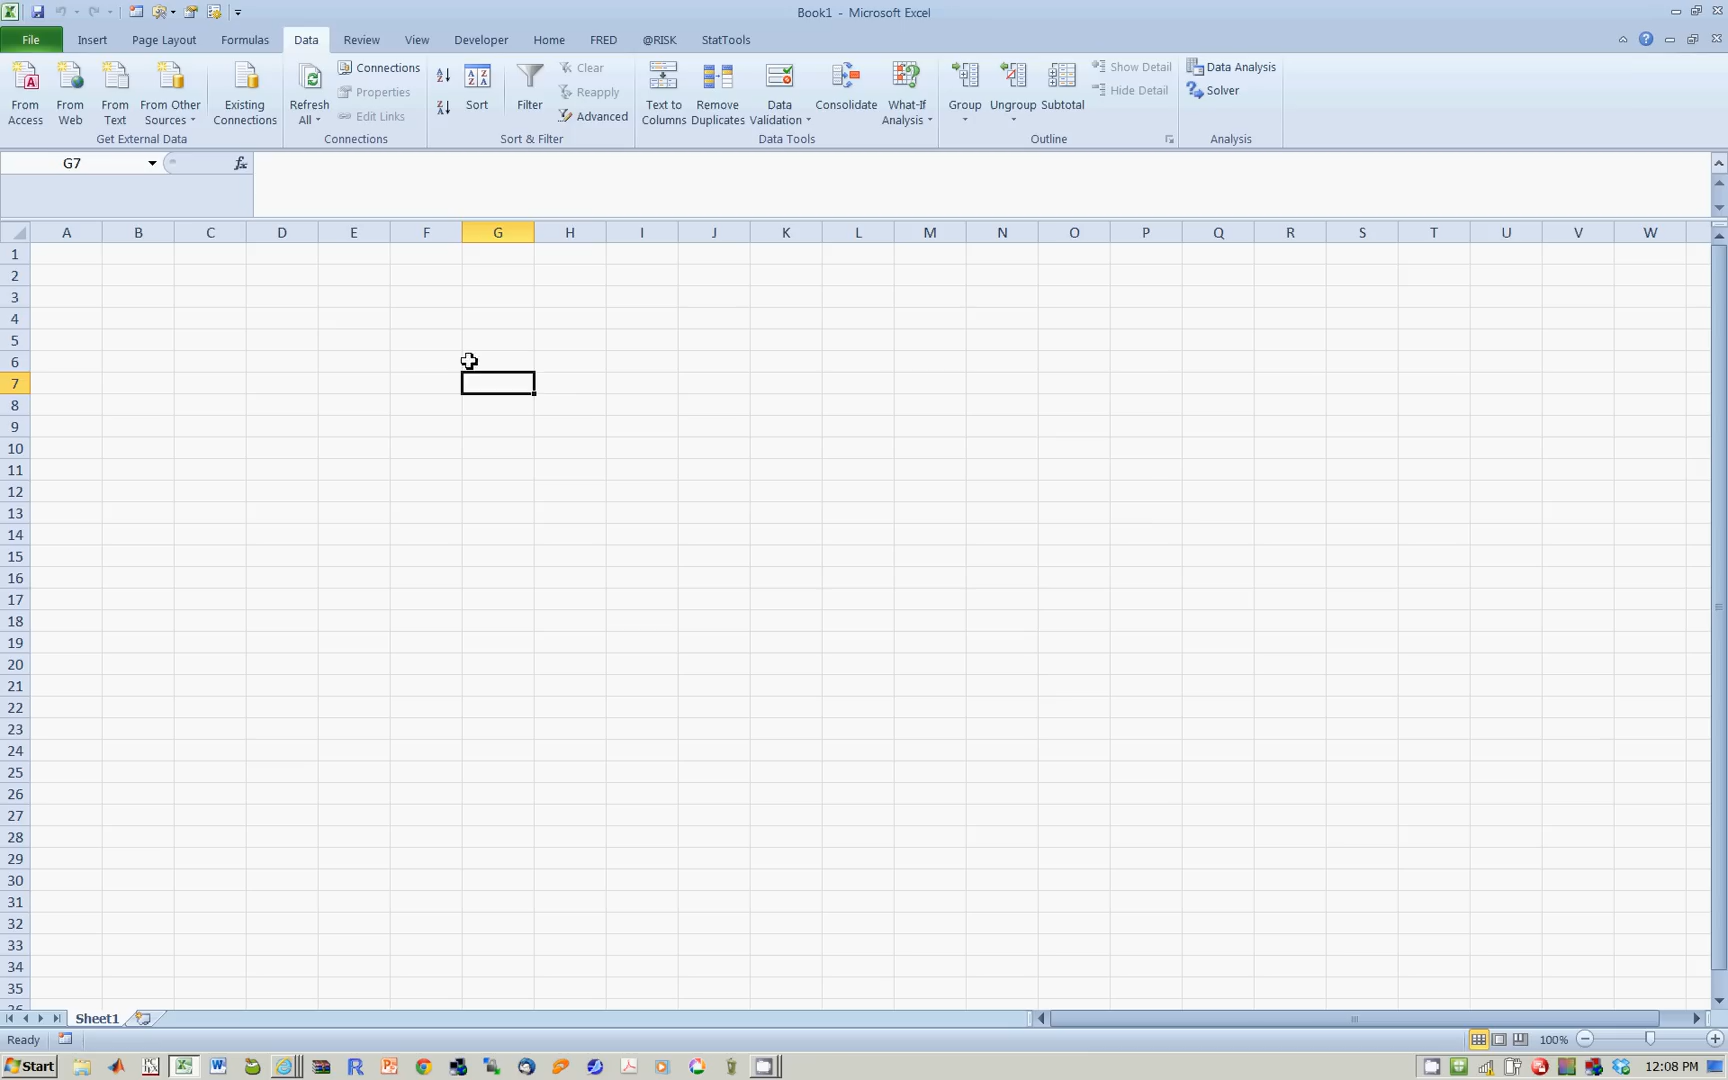 Book1 - Microsoft Excel
File Insert Page Layout Formulas Data Review View Developer Home FRED @RISK StatTools
From Access
From Web
From Text
From Other Sources
Existing Connections
Get External Data
Refresh All
Connections
Properties
Edit Links
Connections
Sort
Filter
Clear
Reapply
Advanced
Sort & Filter
Text to Columns
Remove Duplicates
Data Validation
Consolidate
What-If Analysis
Data Tools
Group
Ungroup
Subtotal
Show Detail
Hide Detail
Outline
Data Analysis
Solver
Analysis
G7
fx
A B C D E F G H I J K L M N O P Q R S T U V W
1
2
3
4
5
6
7
8
9
10
11
12
13
14
15
16
17
18
19
20
21
22
23
24
25
26
27
28
29
30
31
32
33
34
35
Sheet1
Ready
100%
Start
12:08 PM